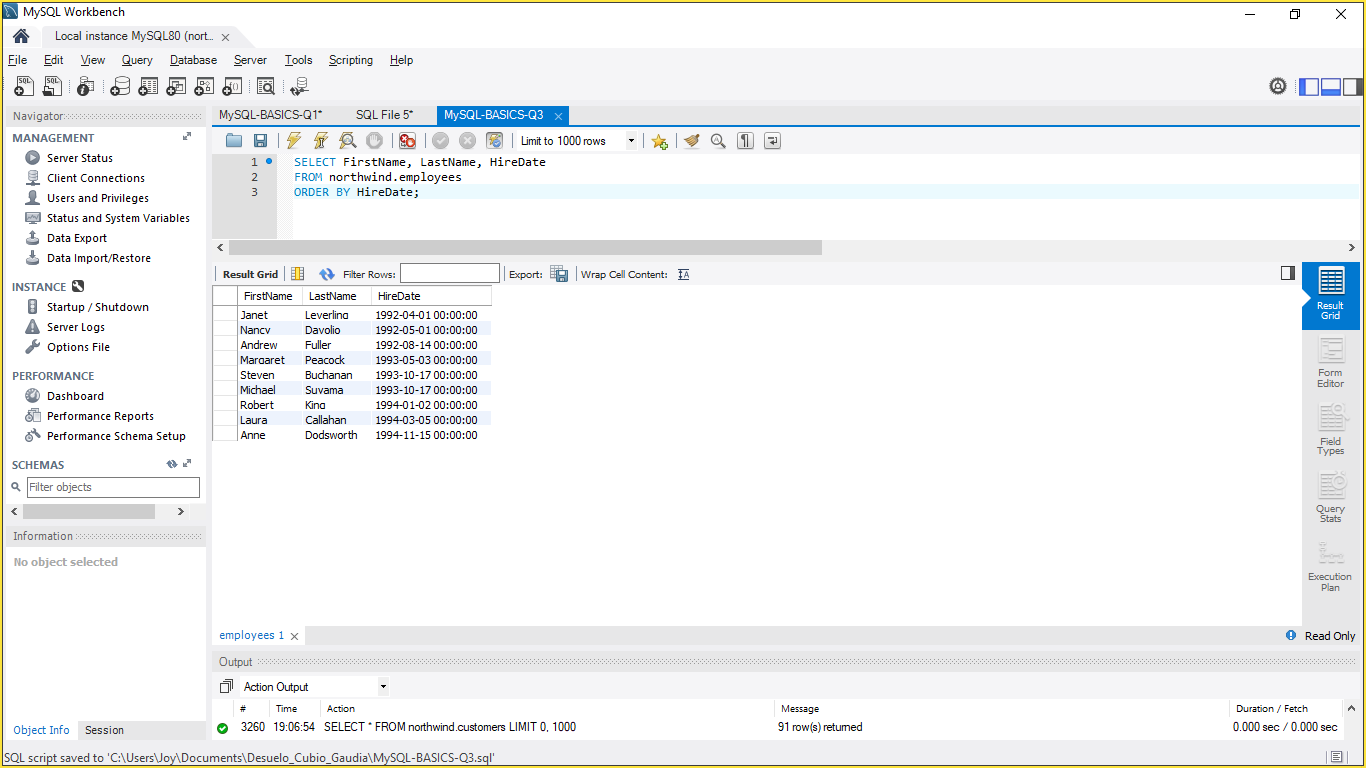 MySQL Workbench
Local instance MySQL80 (nort...
File Edit View Query Database Server Tools Scripting Help
Navigator
MANAGEMENT
Server Status
Client Connections
Users and Privileges
Status and System Variables
Data Export
Data Import/Restore
INSTANCE
Startup / Shutdown
Server Logs
Options File
PERFORMANCE
Dashboard
Performance Reports
Performance Schema Setup
SCHEMAS
Filter objects
Information
No object selected
Object Info Session
MySQL-BASICS-Q1* SQL File 5* MySQL-BASICS-Q3
Limit to 1000 rows
1 SELECT FirstName, LastName, HireDate
2 FROM northwind.employees
3 ORDER BY HireDate;
Result Grid Filter Rows: Export: Wrap Cell Content:
FirstName LastName HireDate
Janet Leverling 1992-04-01 00:00:00
Nancy Davolio 1992-05-01 00:00:00
Andrew Fuller 1992-08-14 00:00:00
Margaret Peacock 1993-05-03 00:00:00
Steven Buchanan 1993-10-17 00:00:00
Michael Suyama 1993-10-17 00:00:00
Robert King 1994-01-02 00:00:00
Laura Callahan 1994-03-05 00:00:00
Anne Dodsworth 1994-11-15 00:00:00
Result
Grid
Form
Editor
Field
Types
Query
Stats
Execution
Plan
employees 1
Read Only
Output
Action Output
# Time Action Message Duration / Fetch
3260 19:06:54 SELECT * FROM northwind.customers LIMIT 0, 1000 91 row(s) returned 0.000 sec / 0.000 sec
SQL script saved to 'C:\Users\Joy\Documents\Desuelo_Cubio_Gaudia\MySQL-BASICS-Q3.sql'